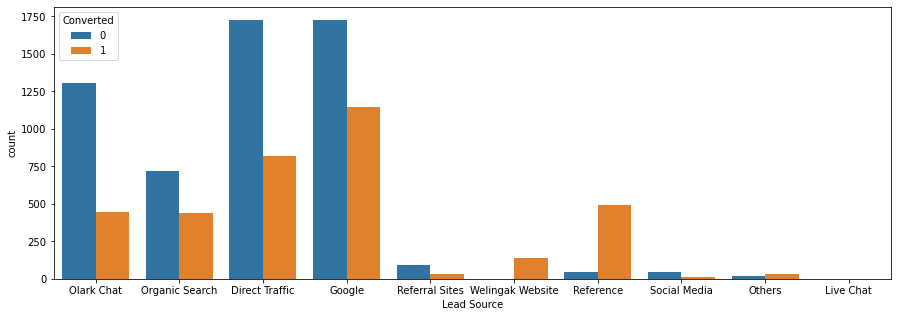 Converted
0
1
1750
1500
1250
1000
750
500
250
0
count
Olark Chat
Organic Search
Direct Traffic
Google
Referral Sites
Welingak Website
Reference
Social Media
Others
Live Chat
Lead Source